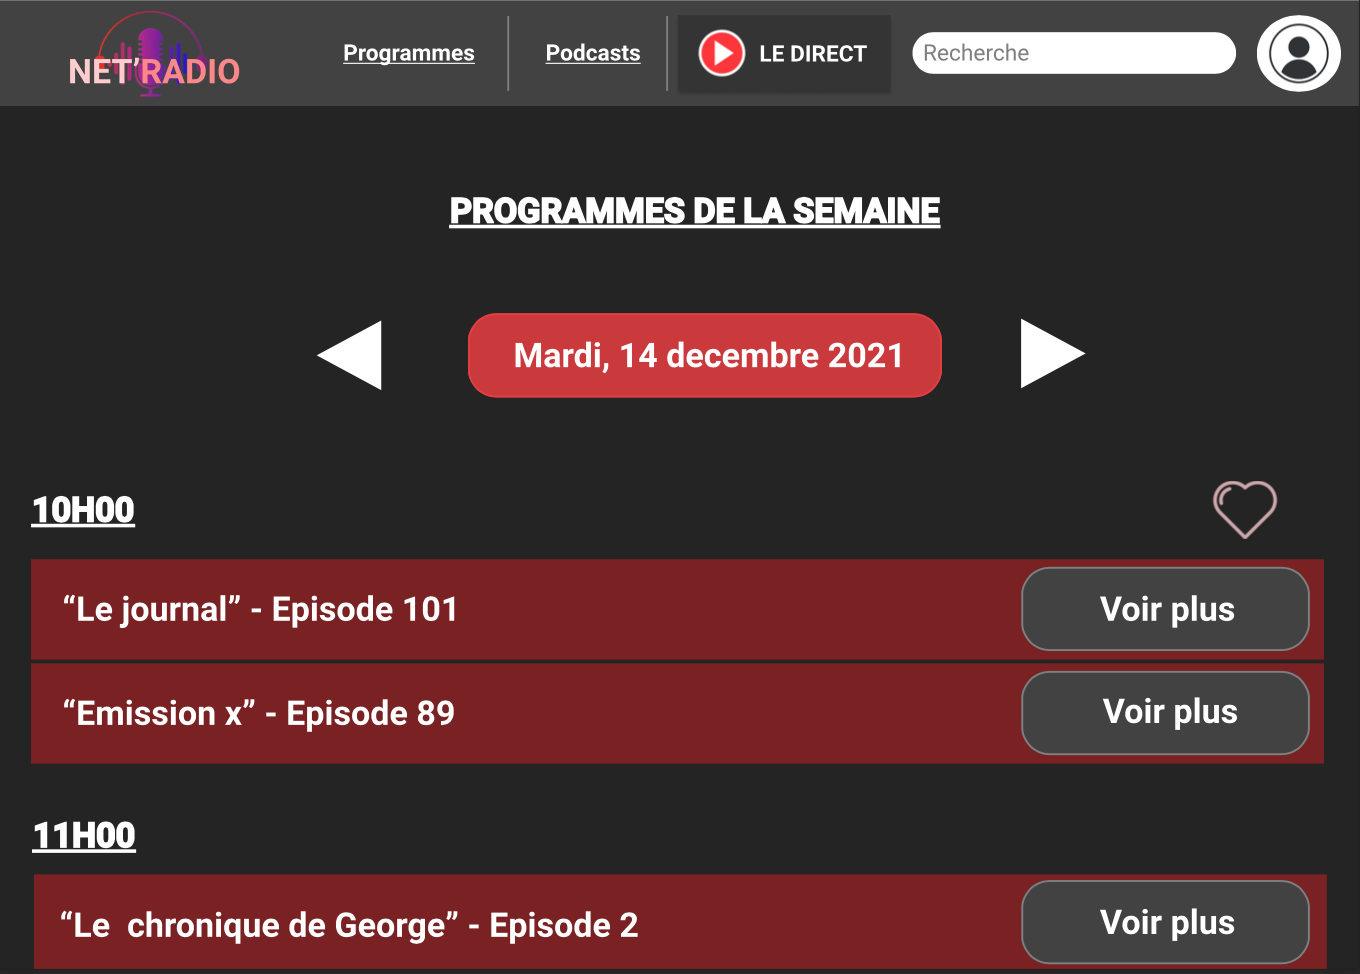 NET’RADIO
Programmes
Podcasts
LE DIRECT
Recherche
PROGRAMMES DE LA SEMAINE
Mardi, 14 decembre 2021
10H00
“Le journal” - Episode 101
Voir plus
“Emission x” - Episode 89
Voir plus
11H00
“Le  chronique de George” - Episode 2
Voir plus